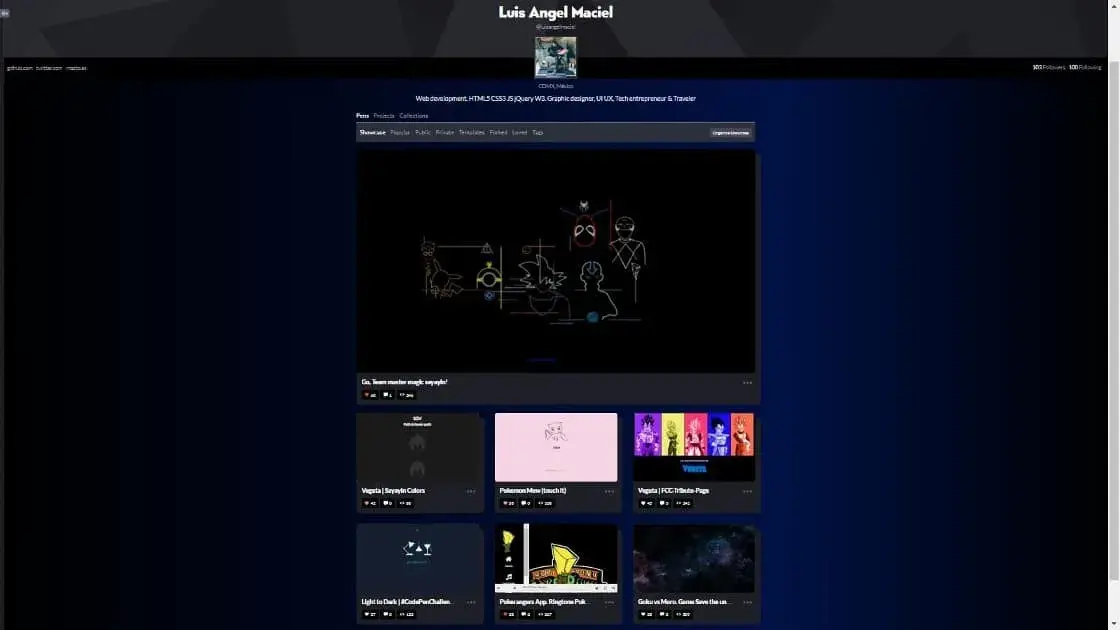 Luis Angel Maciel
@luisangelmaciel
github.com twitter.com
103 Followers 100 Following
CDMX, México
Web development, HTML5 CSS3 JS jQuery W3, Graphic designer, UI UX, Tech entrepreneur & Traveler
Pens Projects Collections
Showcase Popular Public Private Templates Forked Loved Tags
Organize Showcase
Go, Team master magic sayayin!
Vegeta | Sayayin Colors
Pokemon Mew (touch it)
Vegeta | FCC-Tribute-Page
VEGETA
Light to Dark | #CodePenChallen...
Pokerangers App. Ringtone Pok...
Goku vs Moro. Game Save the un...